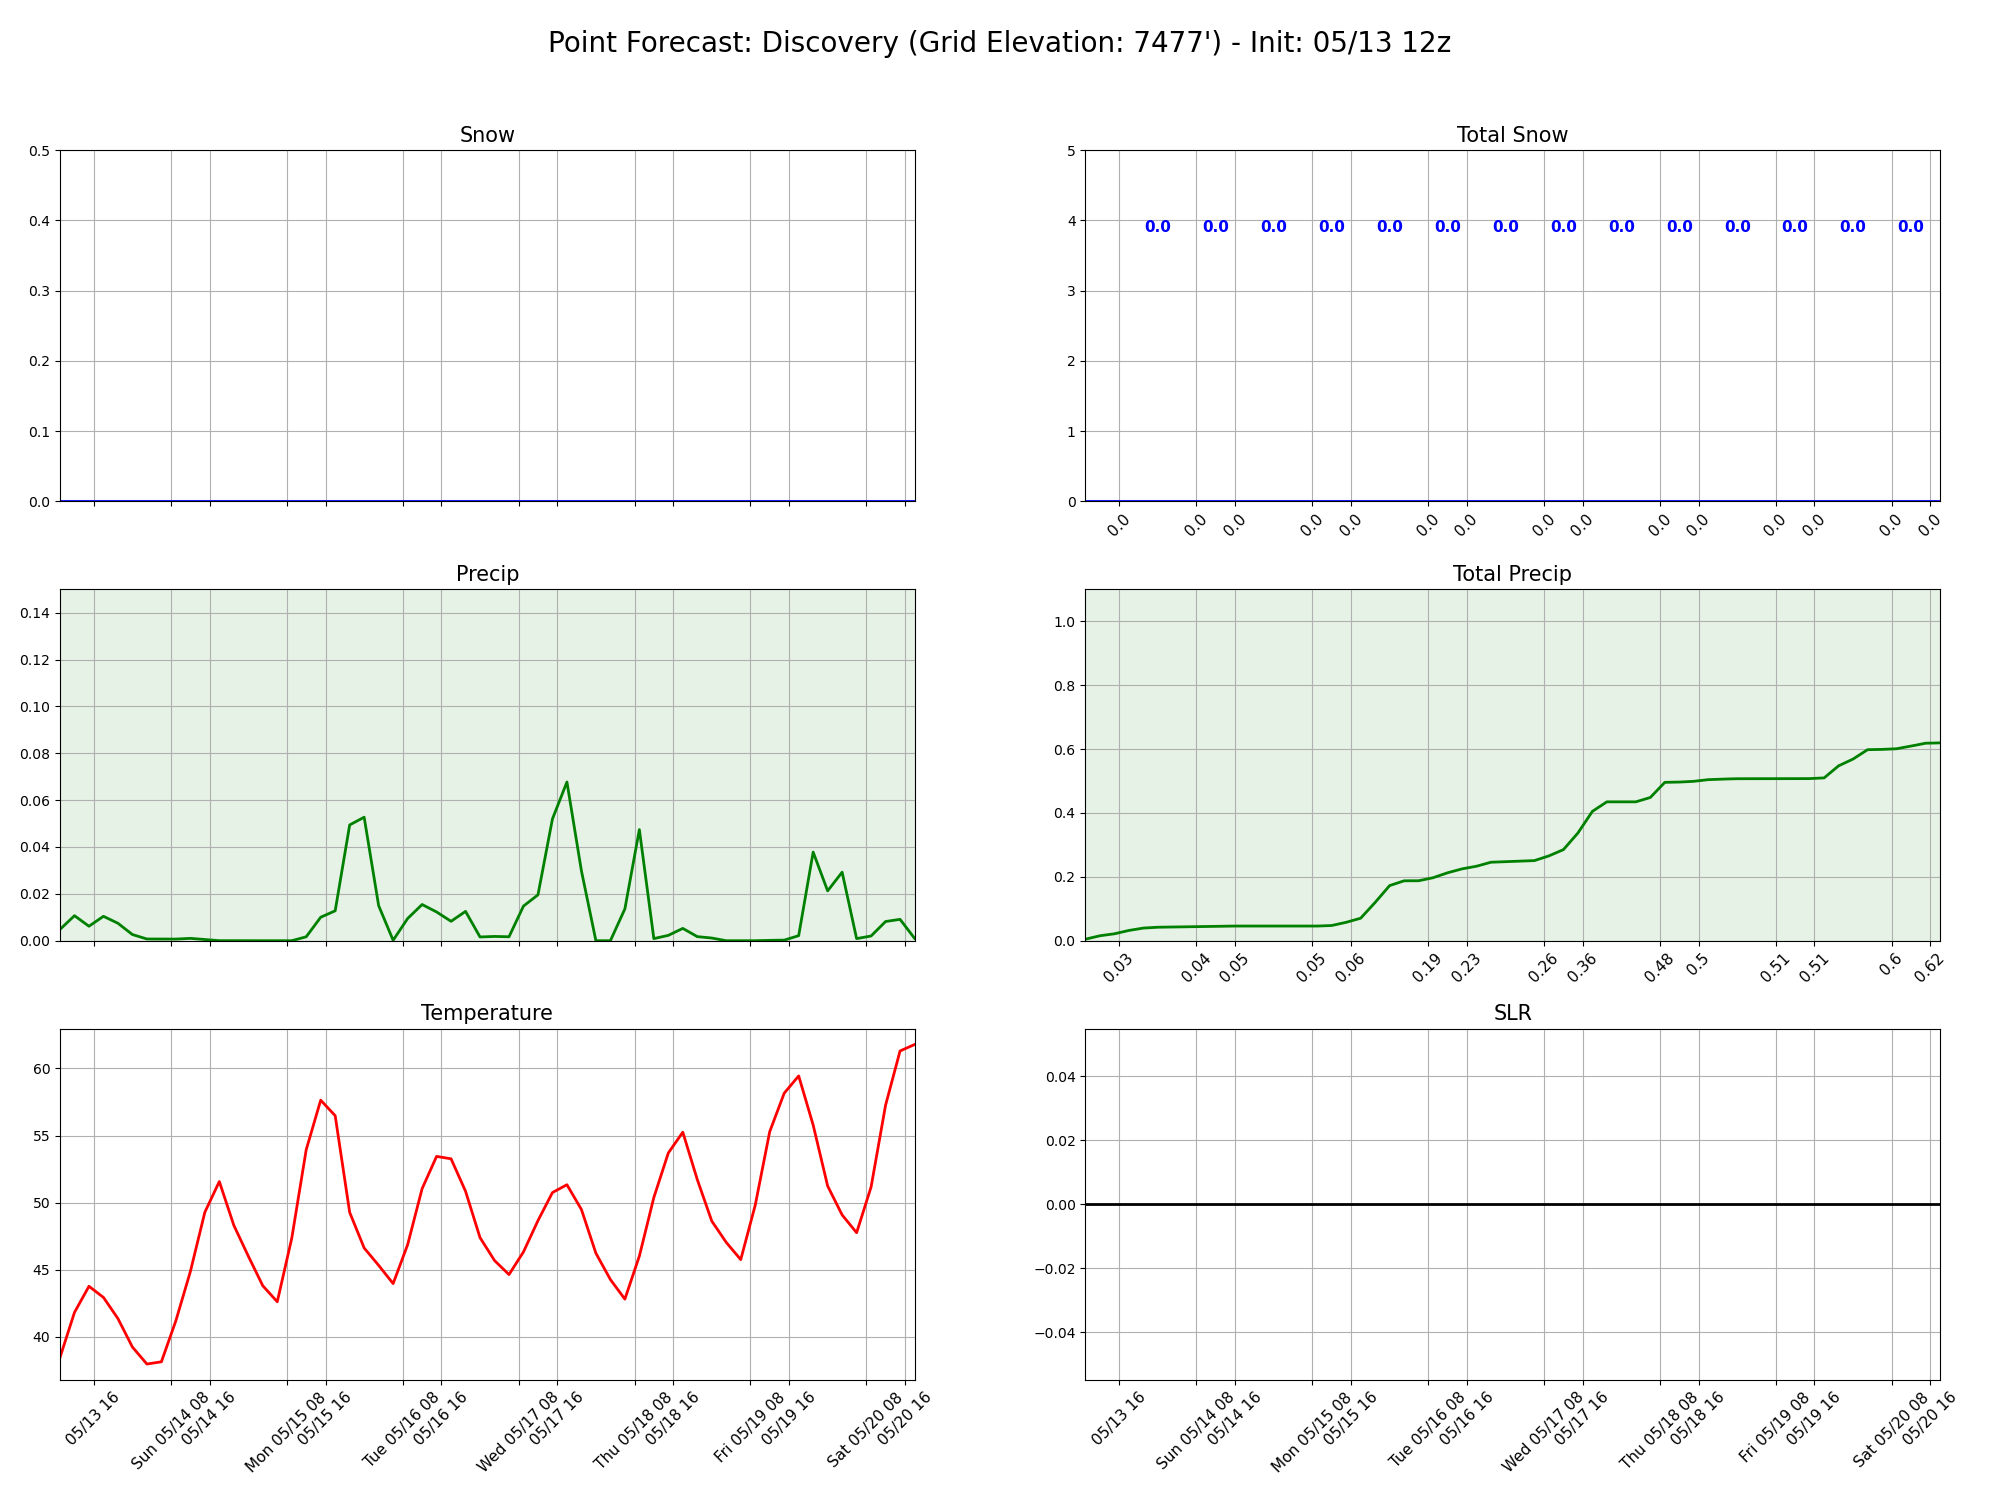 Point Forecast: Discovery (Grid Elevation: 7477') - Init: 05/13 12z
Snow
0.5
0.4
0.3
0.2
0.1
0.0
Total Snow
5
4
3
2
1
0
0.0 0.0 0.0 0.0 0.0 0.0 0.0 0.0 0.0 0.0 0.0 0.0 0.0 0.0
0.0 0.0 0.0 0.0 0.0 0.0 0.0 0.0 0.0 0.0 0.0 0.0 0.0 0.0 0.0
Precip
0.14
0.12
0.10
0.08
0.06
0.04
0.02
0.00
Total Precip
1.0
0.8
0.6
0.4
0.2
0.0
0.03 0.04 0.05 0.05 0.06 0.19 0.23 0.26 0.36 0.48 0.5 0.51 0.51 0.6 0.62
Temperature
60
55
50
45
40
05/13 16
Sun 05/14 08
05/14 16
Mon 05/15 08
05/15 16
Tue 05/16 08
05/16 16
Wed 05/17 08
05/17 16
Thu 05/18 08
05/18 16
Fri 05/19 08
05/19 16
Sat 05/20 08
05/20 16
SLR
0.04
0.02
0.00
−0.02
−0.04
05/13 16
Sun 05/14 08
05/14 16
Mon 05/15 08
05/15 16
Tue 05/16 08
05/16 16
Wed 05/17 08
05/17 16
Thu 05/18 08
05/18 16
Fri 05/19 08
05/19 16
Sat 05/20 08
05/20 16